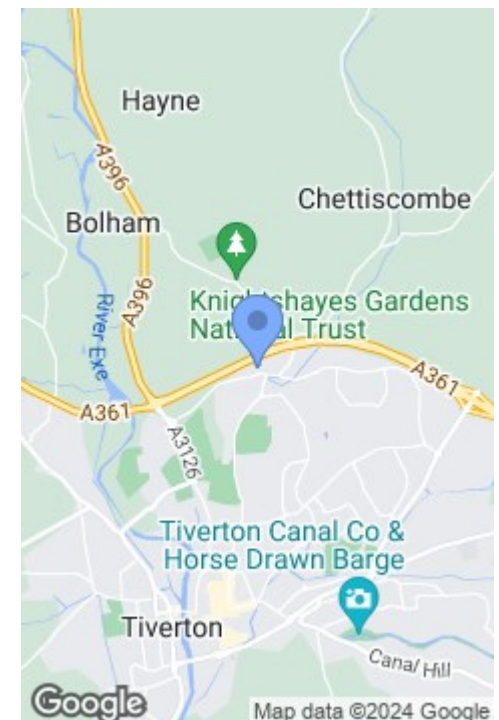 Hayne
A396
Chettiscombe
Bolham
A396
River Exe
Knightshayes Gardens
National Trust
A361
A361
A3126
Tiverton Canal Co &
Horse Drawn Barge
Tiverton
Canal Hill
Google
Map data ©2024 Google